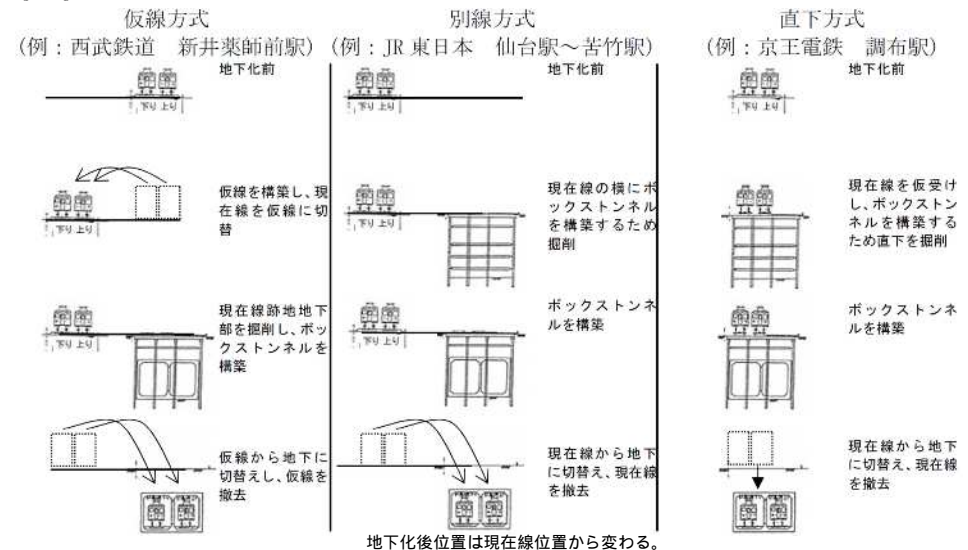 仮線方式
（例：西武鉄道　新井薬師前駅）
地下化前
下り 上り
仮線を構築し、現
在線を仮線に切
替
下り 上り
現在線跡地地下
部を掘削し、ボッ
クストンネルを
構築
下り 上り
仮線から地下に
切替えし、仮線を
撤去
別線方式
（例：JR 東日本　仙台駅～苦竹駅）
地下化前
下り 上り
現在線の横にボ
ックストンネル
を構築するため
掘削
下り 上り
ボックストンネ
ルを構築
下り 上り
現在線から地下
に切替え、現在線
を撤去
地下化後位置は現在線位置から変わる。
直下方式
（例：京王電鉄　調布駅）
地下化前
下り 上り
現在線を仮受け
し、ボックストン
ネルを構築する
ため直下を掘削
ボックストンネ
ルを構築
現在線から地下
に切替え、現在線
を撤去